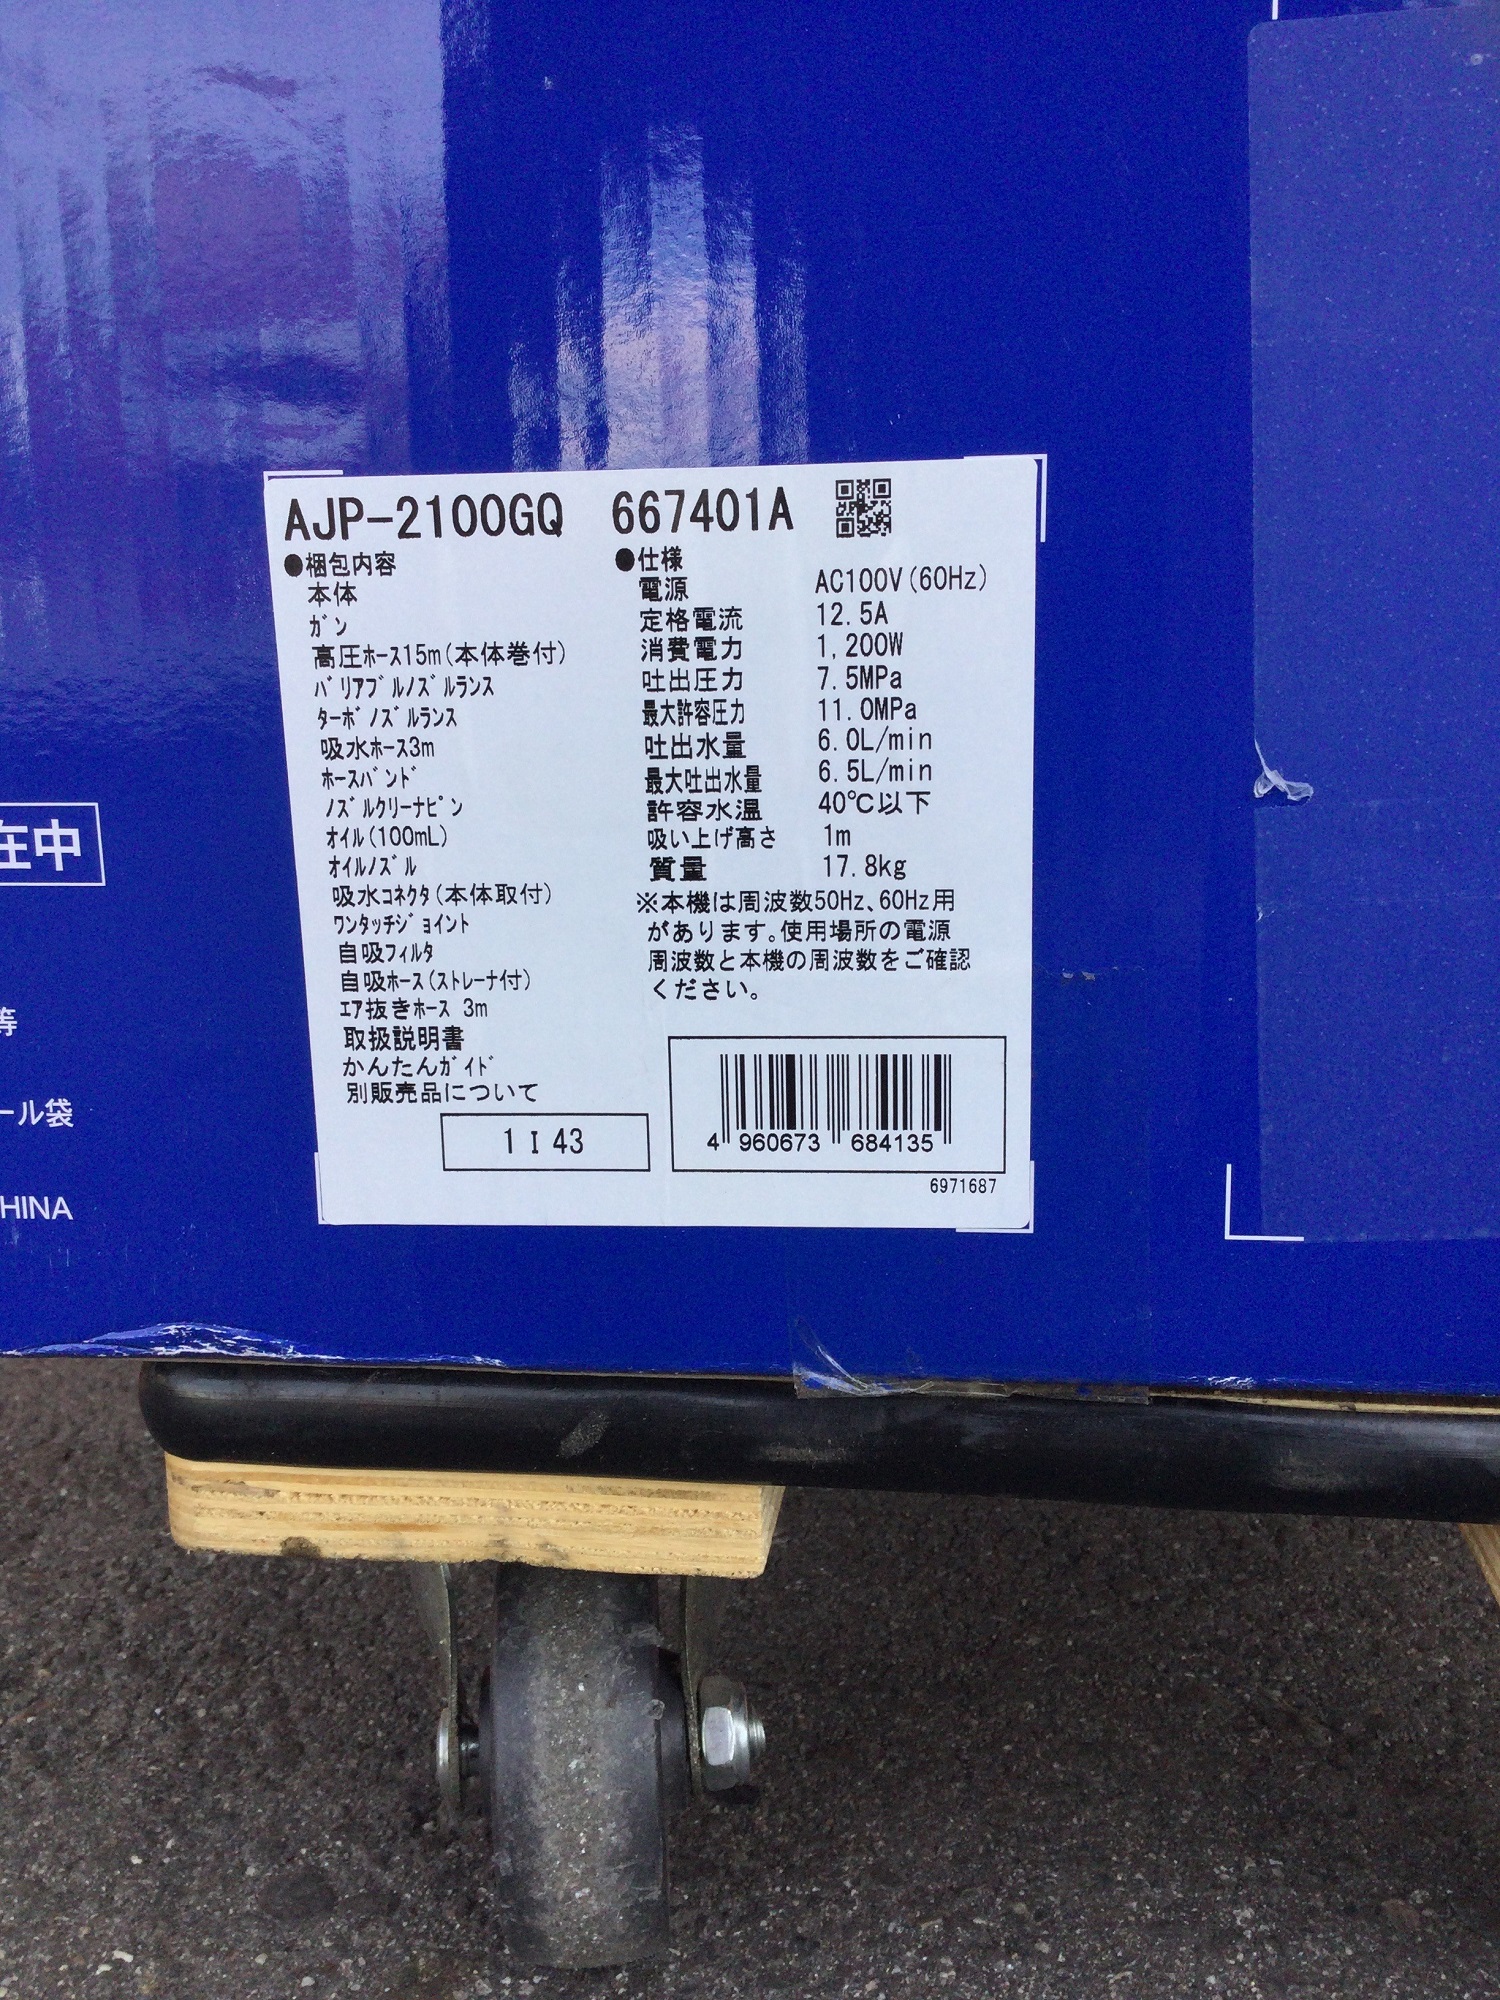 AJP-2100GQ 667401A
●梱包内容
本体
ガン
高圧ホース15m(本体巻付)
バリアブルノズルランス
ターボノズルランス
吸水ホース3m
ホースバンド
ノズルクリーナピン
オイル(100mL)
オイルノズル
吸水コネクタ(本体取付)
ワンタッチジョイント
自吸フィルタ
自吸ホース(ストレーナ付)
エア抜きホース 3m
取扱説明書
かんたんガイド
別販売品について
1 I 43
●仕様
電源 AC100V(60Hz)
定格電流 12.5A
消費電力 1,200W
吐出圧力 7.5MPa
最大許容圧力 11.0MPa
吐出水量 6.0L/min
最大吐出水量 6.5L/min
許容水温 40℃以下
吸い上げ高さ 1m
質量 17.8kg
※本機は周波数50Hz、60Hz用
があります。使用場所の電源
周波数と本機の周波数をご確認
ください。
4 960673 684135
6971687
在中
等
ール袋
HINA